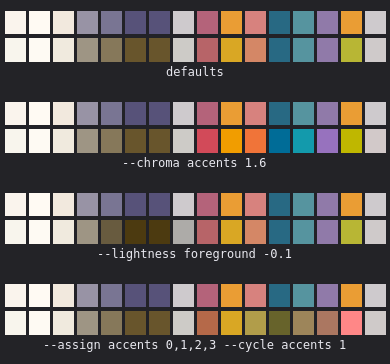 defaults
--chroma accents 1.6
--lightness foreground -0.1
--assign accents 0,1,2,3 --cycle accents 1